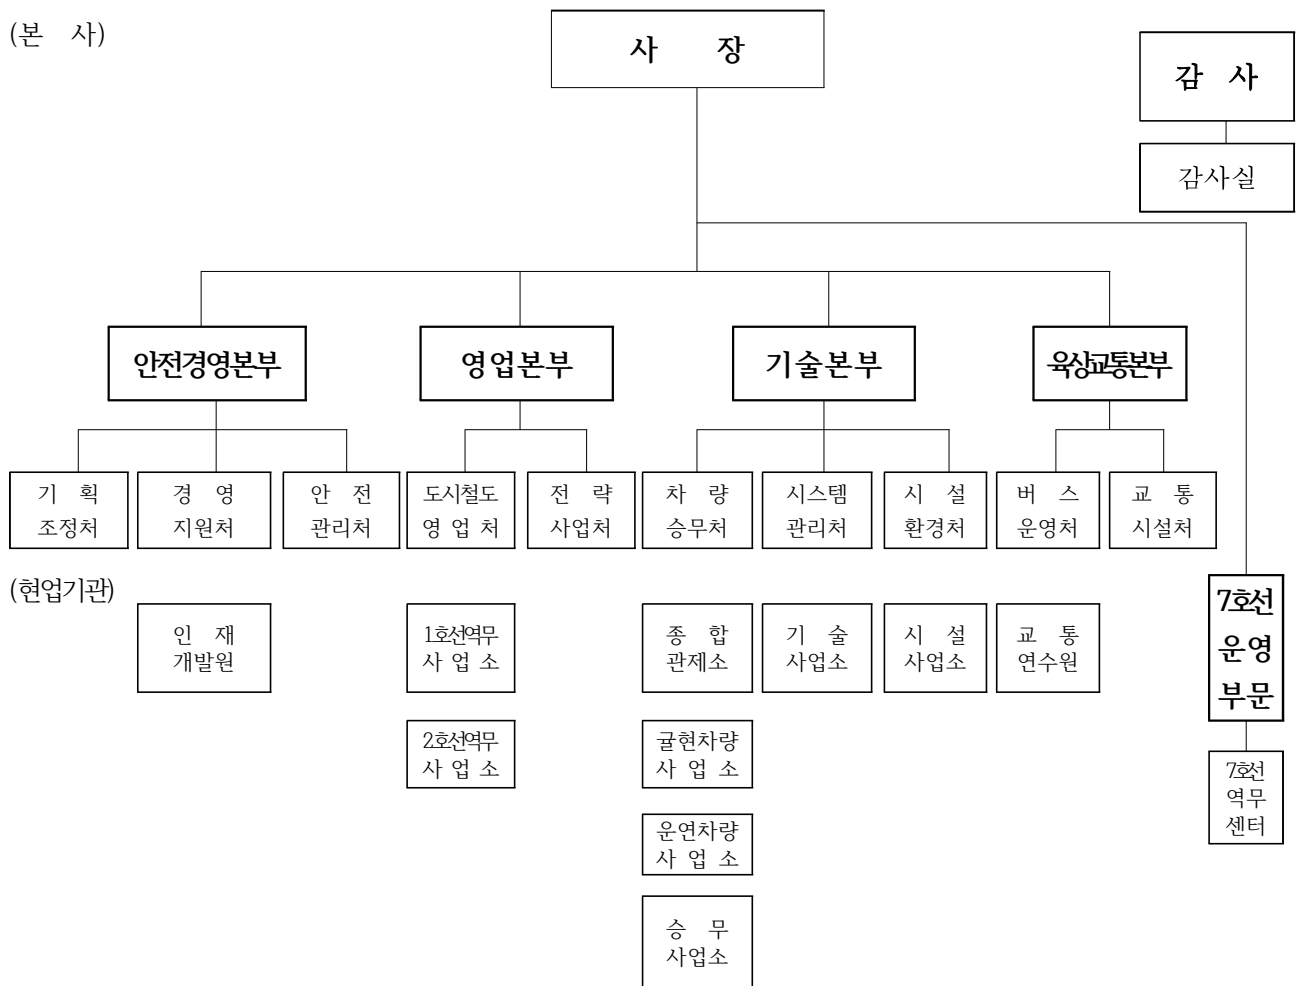 (본 사)
사 장
감 사
감사실
안전경영본부
영업본부
기술본부
육상교통본부
기 획
조정처
경 영
지원처
안 전
관리처
도시철도
영 업 처
전 략
사업처
차 량
승무처
시스템
관리처
시 설
환경처
버 스
운영처
교 통
시설처
(현업기관)
인 재
개발원
1호선역무
사 업 소
종 합
관제소
기 술
사업소
시 설
사업소
교 통
연수원
7호선
운영
부문
2호선역무
사 업 소
귤현차량
사 업 소
7호선
역무
센터
운연차량
사 업 소
승 무
사업소